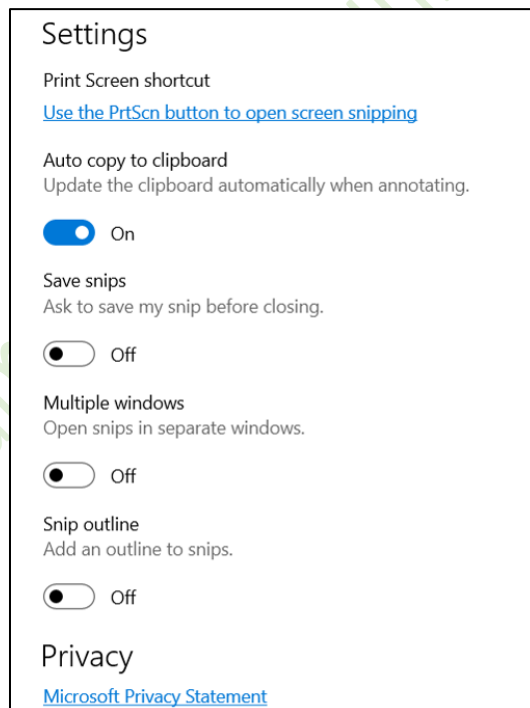 Settings
Print Screen shortcut
Use the PrtScn button to open screen snipping
Auto copy to clipboard
Update the clipboard automatically when annotating.
On
Save snips
Ask to save my snip before closing.
Off
Multiple windows
Open snips in separate windows.
Off
Snip outline
Add an outline to snips.
Off
Privacy
Microsoft Privacy Statement